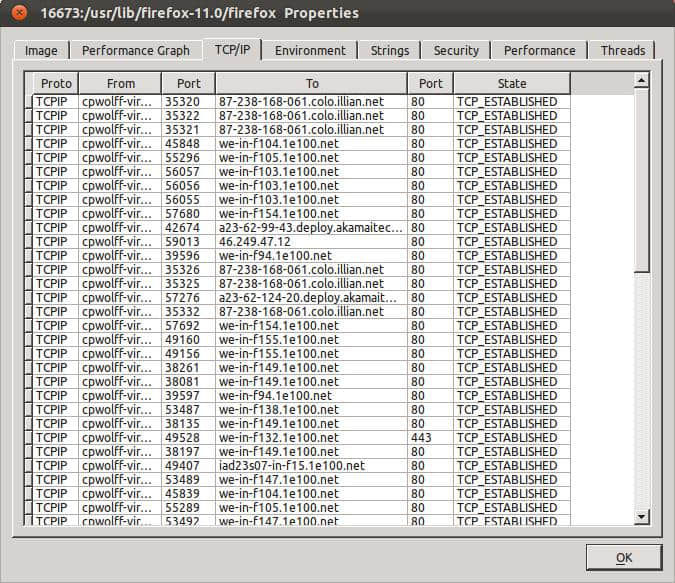 16673:/usr/lib/firefox-11.0/firefox Properties
Image Performance Graph TCP/IP Environment Strings Security Performance Threads
Proto From Port To Port State
TCPIP cpwolff-vir... 35320 87-238-168-061.colo.illian.net 80 TCP_ESTABLISHED
TCPIP cpwolff-vir... 35322 87-238-168-061.colo.illian.net 80 TCP_ESTABLISHED
TCPIP cpwolff-vir... 35321 87-238-168-061.colo.illian.net 80 TCP_ESTABLISHED
TCPIP cpwolff-vir... 45848 we-in-f104.1e100.net 80 TCP_ESTABLISHED
TCPIP cpwolff-vir... 55296 we-in-f105.1e100.net 80 TCP_ESTABLISHED
TCPIP cpwolff-vir... 56057 we-in-f103.1e100.net 80 TCP_ESTABLISHED
TCPIP cpwolff-vir... 56056 we-in-f103.1e100.net 80 TCP_ESTABLISHED
TCPIP cpwolff-vir... 56055 we-in-f103.1e100.net 80 TCP_ESTABLISHED
TCPIP cpwolff-vir... 57680 we-in-f154.1e100.net 80 TCP_ESTABLISHED
TCPIP cpwolff-vir... 42674 a23-62-99-43.deploy.akamaitec... 80 TCP_ESTABLISHED
TCPIP cpwolff-vir... 59013 46.249.47.12 80 TCP_ESTABLISHED
TCPIP cpwolff-vir... 39596 we-in-f94.1e100.net 80 TCP_ESTABLISHED
TCPIP cpwolff-vir... 35326 87-238-168-061.colo.illian.net 80 TCP_ESTABLISHED
TCPIP cpwolff-vir... 35325 87-238-168-061.colo.illian.net 80 TCP_ESTABLISHED
TCPIP cpwolff-vir... 57276 a23-62-124-20.deploy.akamait... 80 TCP_ESTABLISHED
TCPIP cpwolff-vir... 35332 87-238-168-061.colo.illian.net 80 TCP_ESTABLISHED
TCPIP cpwolff-vir... 57692 we-in-f154.1e100.net 80 TCP_ESTABLISHED
TCPIP cpwolff-vir... 49160 we-in-f155.1e100.net 80 TCP_ESTABLISHED
TCPIP cpwolff-vir... 49156 we-in-f155.1e100.net 80 TCP_ESTABLISHED
TCPIP cpwolff-vir... 38261 we-in-f149.1e100.net 80 TCP_ESTABLISHED
TCPIP cpwolff-vir... 38081 we-in-f149.1e100.net 80 TCP_ESTABLISHED
TCPIP cpwolff-vir... 39597 we-in-f94.1e100.net 80 TCP_ESTABLISHED
TCPIP cpwolff-vir... 53487 we-in-f138.1e100.net 80 TCP_ESTABLISHED
TCPIP cpwolff-vir... 38135 we-in-f149.1e100.net 80 TCP_ESTABLISHED
TCPIP cpwolff-vir... 49528 we-in-f132.1e100.net 443 TCP_ESTABLISHED
TCPIP cpwolff-vir... 38197 we-in-f149.1e100.net 80 TCP_ESTABLISHED
TCPIP cpwolff-vir... 49407 iad23s07-in-f15.1e100.net 80 TCP_ESTABLISHED
TCPIP cpwolff-vir... 53489 we-in-f147.1e100.net 80 TCP_ESTABLISHED
TCPIP cpwolff-vir... 45839 we-in-f104.1e100.net 80 TCP_ESTABLISHED
TCPIP cpwolff-vir... 55289 we-in-f105.1e100.net 80 TCP_ESTABLISHED
TCPIP cpwolff-vir... 53492 we-in-f147.1e100.net 80 TCP_ESTABLISHED
OK